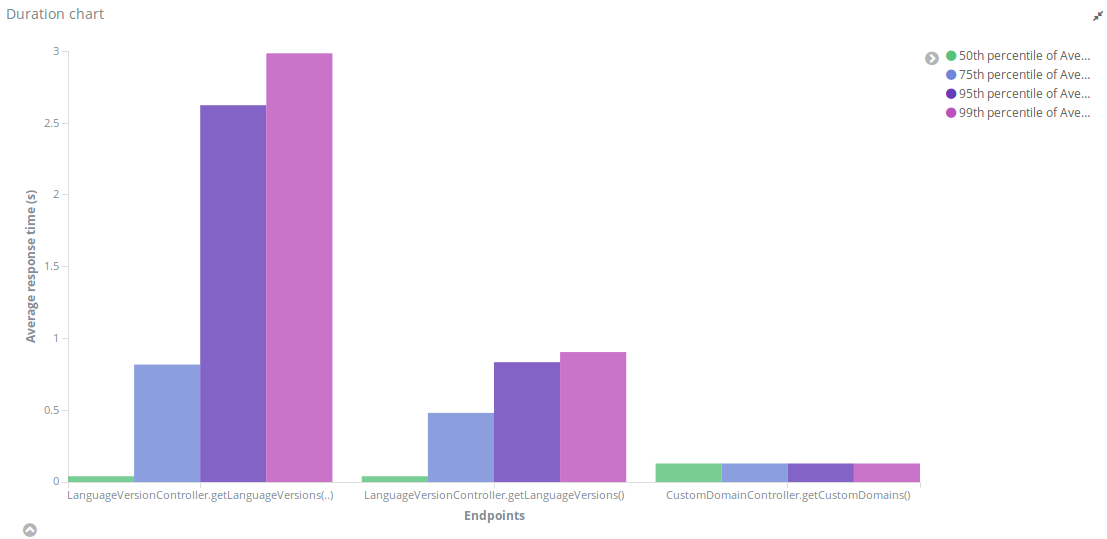 Duration chart
50th percentile of Ave...
75th percentile of Ave...
95th percentile of Ave...
99th percentile of Ave...
Average response time (s)
3
2.5
2
1.5
1
0.5
0
LanguageVersionController.getLanguageVersions(..)
LanguageVersionController.getLanguageVersions()
CustomDomainController.getCustomDomains()
Endpoints